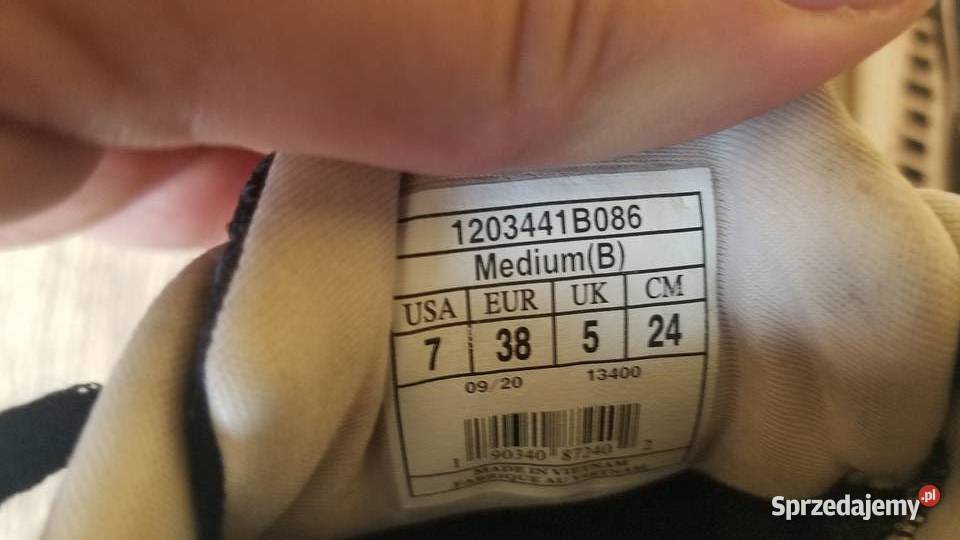 1203441B086
Medium(B)
USA EUR UK CM
7 38 5 24
09/20 13400
1 90340 87240 2
MADE IN VIETNAM
FABRIQUE AU VIETNAM
Sprzedajemy.pl